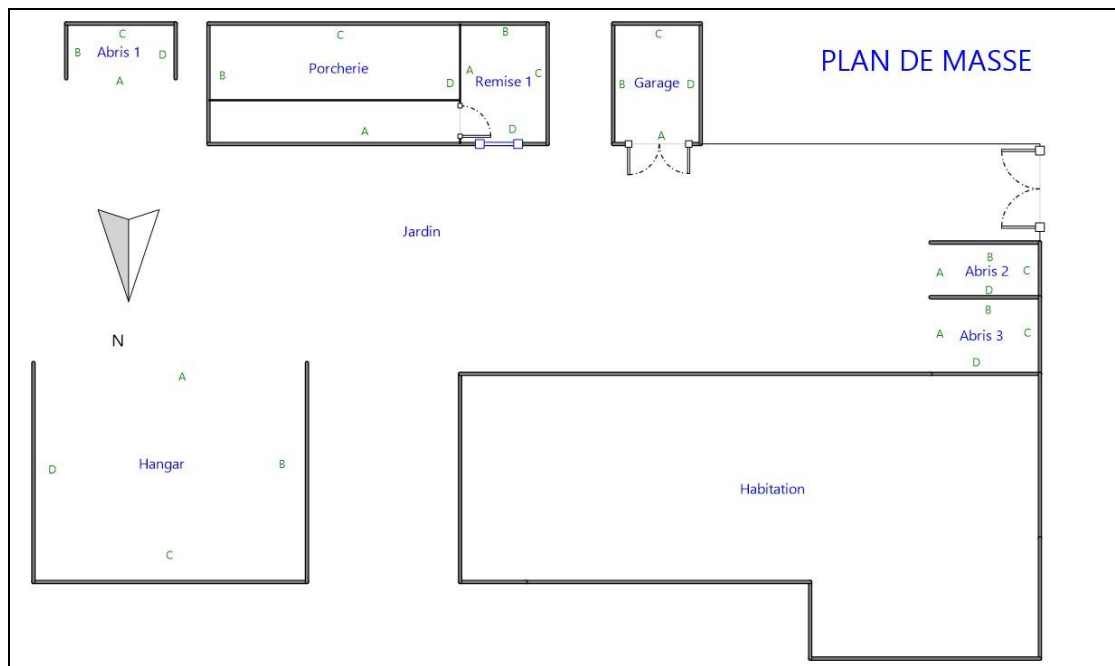 PLAN DE MASSE
C
Abris 1
B
D
A
C
Porcherie
B
D
A
B
A
Remise 1
C
D
C
Garage
B
D
A
Jardin
N
B
A
Abris 2
C
D
B
A
Abris 3
C
D
A
Hangar
D
B
C
Habitation